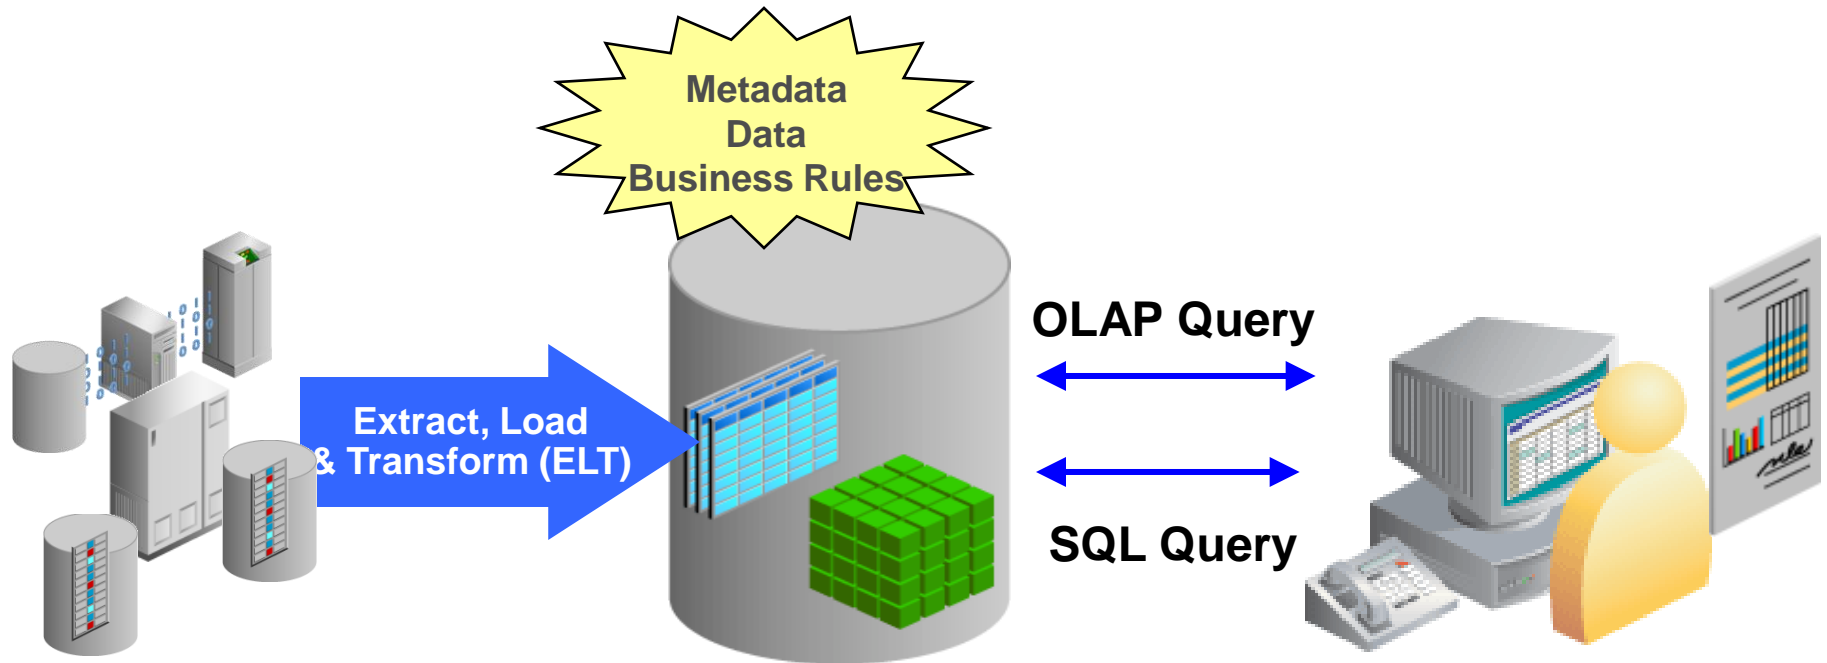 Metadata
Data
Business Rules
Extract, Load
& Transform (ELT)
OLAP Query
SQL Query